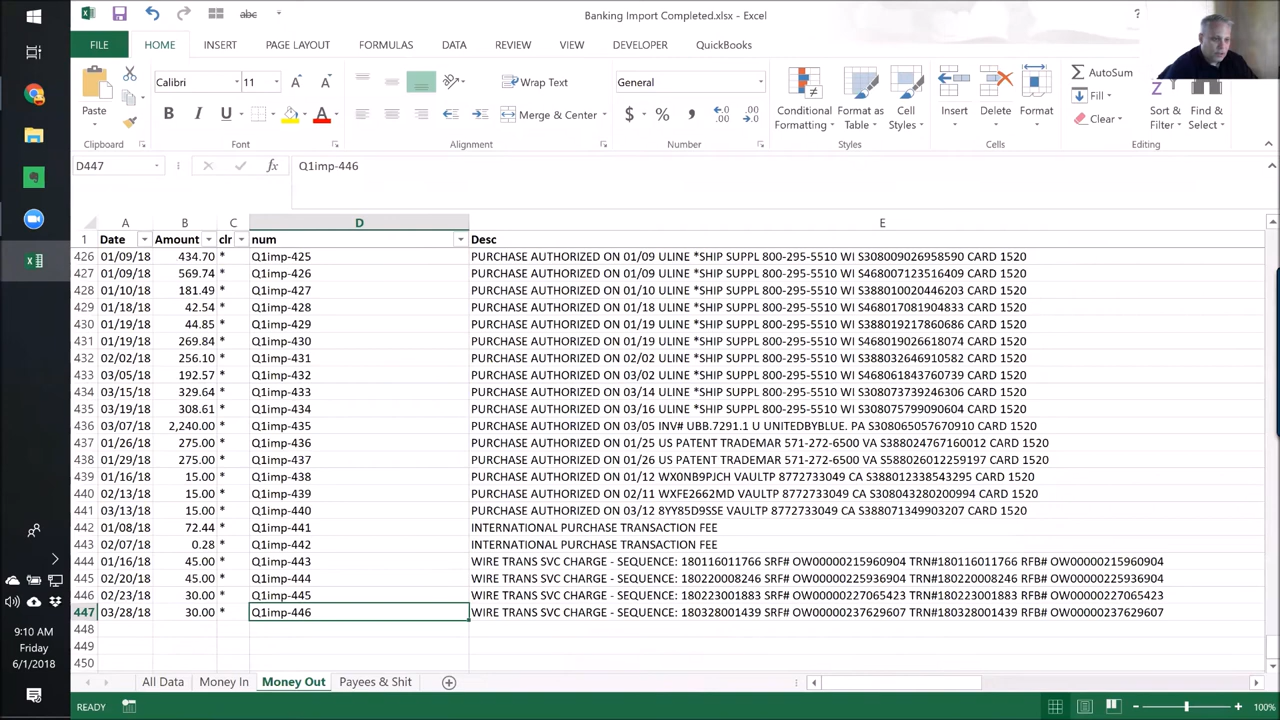 Banking Import Completed.xlsx - Excel
abc
?
FILE HOME INSERT PAGE LAYOUT FORMULAS DATA REVIEW VIEW DEVELOPER QuickBooks
Paste
Clipboard
Calibri 11 A A
B I U A
Font
Wrap Text
Merge & Center
Alignment
General
$ % , .0 .00 .00 .0
Number
Conditional Formatting
Format as Table
Cell Styles
Styles
Insert Delete Format
Cells
AutoSum
Fill
Clear
Z
Sort & Filter
Find & Select
Editing
D447 fx Q1imp-446
A B C D E
1 Date Amount clr num Desc
426 01/09/18 434.70 * Q1imp-425 PURCHASE AUTHORIZED ON 01/09 ULINE *SHIP SUPPL 800-295-5510 WI S308009026958590 CARD 1520
427 01/09/18 569.74 * Q1imp-426 PURCHASE AUTHORIZED ON 01/09 ULINE *SHIP SUPPL 800-295-5510 WI S468007123516409 CARD 1520
428 01/10/18 181.49 * Q1imp-427 PURCHASE AUTHORIZED ON 01/10 ULINE *SHIP SUPPL 800-295-5510 WI S388010020446203 CARD 1520
429 01/18/18 42.54 * Q1imp-428 PURCHASE AUTHORIZED ON 01/18 ULINE *SHIP SUPPL 800-295-5510 WI S468017081904833 CARD 1520
430 01/19/18 44.85 * Q1imp-429 PURCHASE AUTHORIZED ON 01/19 ULINE *SHIP SUPPL 800-295-5510 WI S388019217860686 CARD 1520
431 01/19/18 269.84 * Q1imp-430 PURCHASE AUTHORIZED ON 01/19 ULINE *SHIP SUPPL 800-295-5510 WI S468019026618074 CARD 1520
432 02/02/18 256.10 * Q1imp-431 PURCHASE AUTHORIZED ON 02/02 ULINE *SHIP SUPPL 800-295-5510 WI S388032646910582 CARD 1520
433 03/05/18 192.57 * Q1imp-432 PURCHASE AUTHORIZED ON 03/02 ULINE *SHIP SUPPL 800-295-5510 WI S468061843760739 CARD 1520
434 03/15/18 329.64 * Q1imp-433 PURCHASE AUTHORIZED ON 03/14 ULINE *SHIP SUPPL 800-295-5510 WI S308073739246306 CARD 1520
435 03/19/18 308.61 * Q1imp-434 PURCHASE AUTHORIZED ON 03/16 ULINE *SHIP SUPPL 800-295-5510 WI S308075799090604 CARD 1520
436 03/07/18 2,240.00 * Q1imp-435 PURCHASE AUTHORIZED ON 03/05 INV# UBB.7291.1 U UNITEDBYBLUE. PA S308065057670910 CARD 1520
437 01/26/18 275.00 * Q1imp-436 PURCHASE AUTHORIZED ON 01/25 US PATENT TRADEMAR 571-272-6500 VA S388024767160012 CARD 1520
438 01/29/18 275.00 * Q1imp-437 PURCHASE AUTHORIZED ON 01/26 US PATENT TRADEMAR 571-272-6500 VA S588026012259197 CARD 1520
439 01/16/18 15.00 * Q1imp-438 PURCHASE AUTHORIZED ON 01/12 WX0NB9PJCH VAULTP 8772733049 CA S388012338543295 CARD 1520
440 02/13/18 15.00 * Q1imp-439 PURCHASE AUTHORIZED ON 02/11 WXFE2662MD VAULTP 8772733049 CA S308043280200994 CARD 1520
441 03/13/18 15.00 * Q1imp-440 PURCHASE AUTHORIZED ON 03/12 8YY85D9SSE VAULTP 8772733049 CA S388071349903207 CARD 1520
442 01/08/18 72.44 * Q1imp-441 INTERNATIONAL PURCHASE TRANSACTION FEE
443 02/07/18 0.28 * Q1imp-442 INTERNATIONAL PURCHASE TRANSACTION FEE
444 01/16/18 45.00 * Q1imp-443 WIRE TRANS SVC CHARGE - SEQUENCE: 180116011766 SRF# OW00000215960904 TRN#180116011766 RFB# OW00000215960904
445 02/20/18 45.00 * Q1imp-444 WIRE TRANS SVC CHARGE - SEQUENCE: 180220008246 SRF# OW00000225936904 TRN#180220008246 RFB# OW00000225936904
446 02/23/18 30.00 * Q1imp-445 WIRE TRANS SVC CHARGE - SEQUENCE: 180223001883 SRF# OW00000227065423 TRN#180223001883 RFB# OW00000227065423
447 03/28/18 30.00 * Q1imp-446 WIRE TRANS SVC CHARGE - SEQUENCE: 180328001439 SRF# OW00000237629607 TRN#180328001439 RFB# OW00000237629607
448
449
450
All Data Money In Money Out Payees & Shit
READY
100%
9:10 AM
Friday
6/1/2018